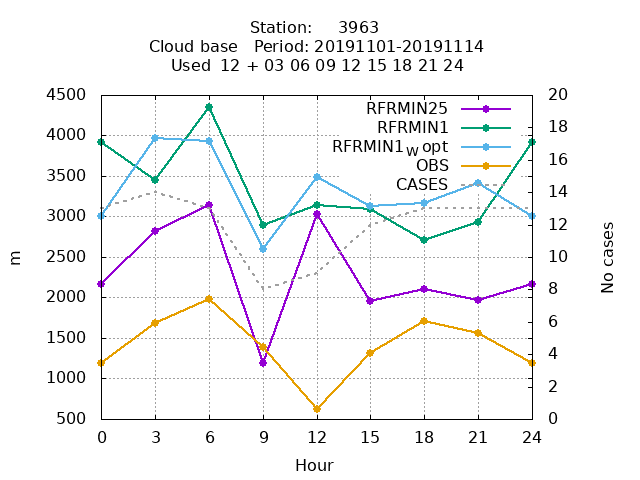 Station:     3963
Cloud base   Period: 20191101-20191114
Used  12 + 03 06 09 12 15 18 21 24
RFRMIN25
RFRMIN1
RFRMIN1W opt
OBS
CASES
4500
4000
3500
3000
2500
2000
1500
1000
500
m
20
18
16
14
12
10
8
6
4
2
0
No cases
0 3 6 9 12 15 18 21 24
Hour